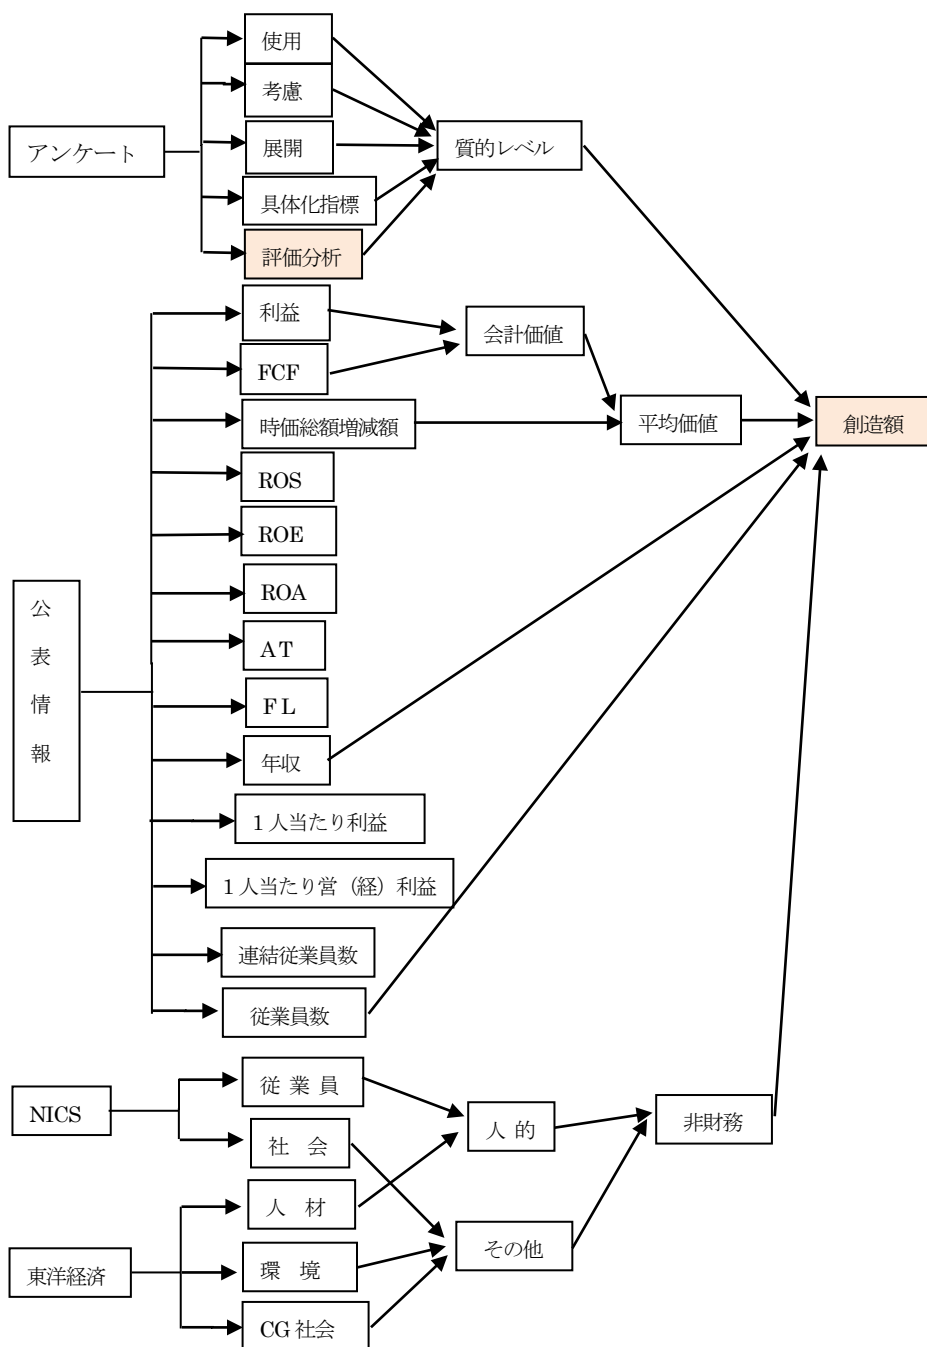 使用
考慮
アンケート
展開
質的レベル
具体化指標
評価分析
利益
会計価値
FCF
時価総額増減額
平均価値
創造額
ROS
ROE
ROA
公
表
情
報
AT
FL
年収
1人当たり利益
1人当たり営（経）利益
連結従業員数
従業員数
NICS
従 業 員
社 会
人 的
非財務
人 材
その他
東洋経済
環 境
CG 社会